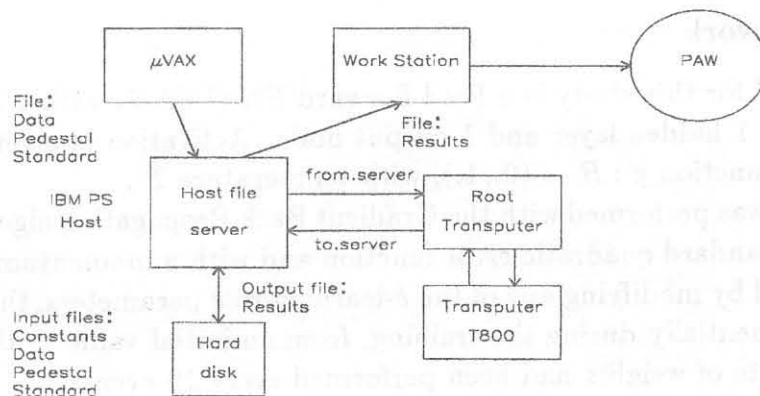 μVAX
Work Station
PAW
File:
Data
Pedestal
Standard
File:
Results
IBM PS
Host
Host file
server
from.server
to.server
Root
Transputer
Output file:
Results
Transputer
T800
Input files:
Constants
Data
Pedestal
Standard
Hard
disk